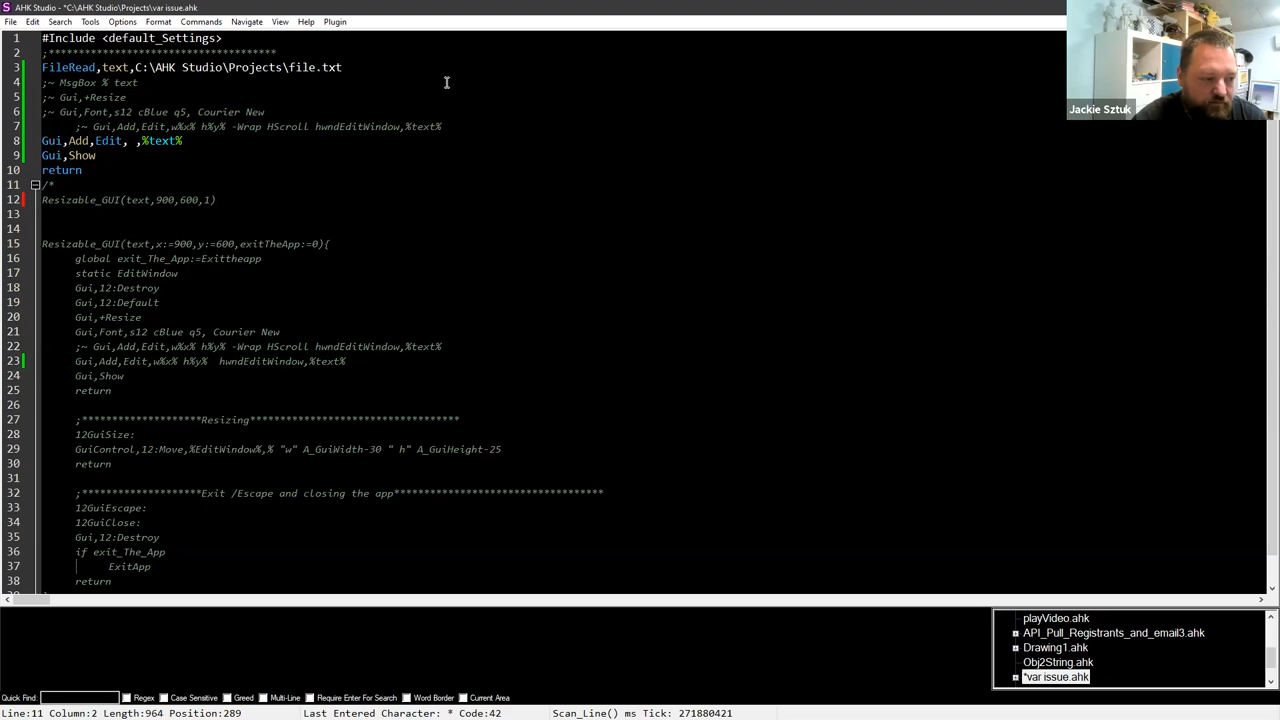 AHK Studio - *C:\AHK Studio\Projects\var issue.ahk
File Edit Search Tools Options Format Commands Navigate View Help Plugin
1 #Include <default_Settings>
2 ;**************************************
3 FileRead,text,C:\AHK Studio\Projects\file.txt
4 ;~ MsgBox % text
5 ;~ Gui,+Resize
6 ;~ Gui,Font,s12 cBlue q5, Courier New
7 ;~ Gui,Add,Edit,w%x% h%y% -Wrap HScroll hwndEditWindow,%text%
8 Gui,Add,Edit, ,%text%
9 Gui,Show
10 return
11 /*
12 Resizable_GUI(text,900,600,1)
13
14
15 Resizable_GUI(text,x:=900,y:=600,exitTheApp:=0){
16 global exit_The_App:=Exittheapp
17 static EditWindow
18 Gui,12:Destroy
19 Gui,12:Default
20 Gui,+Resize
21 Gui,Font,s12 cBlue q5, Courier New
22 ;~ Gui,Add,Edit,w%x% h%y% -Wrap HScroll hwndEditWindow,%text%
23 Gui,Add,Edit,w%x% h%y%  hwndEditWindow,%text%
24 Gui,Show
25 return
26
27 ;********************Resizing**********************************
28 12GuiSize:
29 GuiControl,12:Move,%EditWindow%,% "w" A_GuiWidth-30 " h" A_GuiHeight-25
30 return
31
32 ;********************Exit /Escape and closing the app***********************************
33 12GuiEscape:
34 12GuiClose:
35 Gui,12:Destroy
36 if exit_The_App
37 ExitApp
38 return
Jackie Sztuk
playVideo.ahk
API_Pull_Registrants_and_email3.ahk
Drawing1.ahk
Obj2String.ahk
*var issue.ahk
Quick Find: Regex Case Sensitive Greed Multi-Line Require Enter For Search Word Border Current Area
Line:11 Column:2 Length:964 Position:289 Last Entered Character: * Code:42 Scan_Line() ms Tick: 271880421